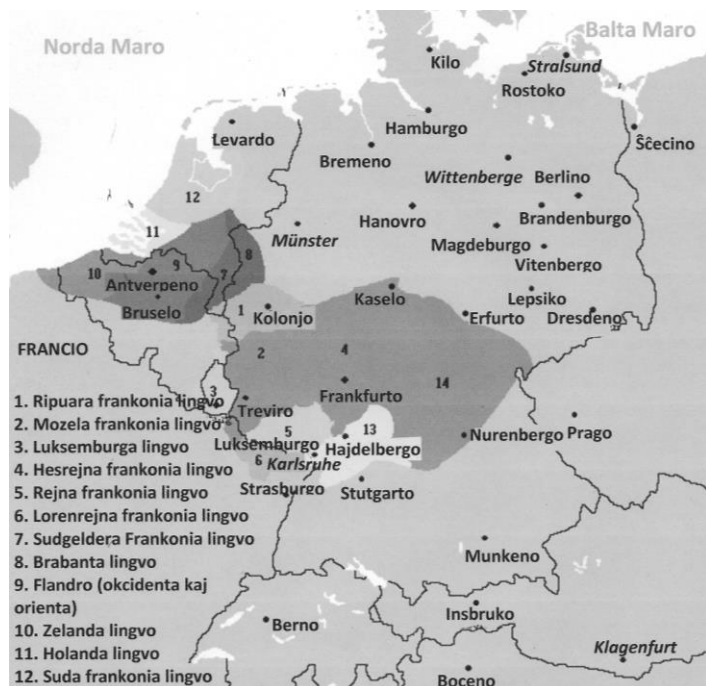 Norda Maro
Balta Maro
Kilo
Stralsund
Rostoko
Hamburgo
Levardo
Bremeno
Ŝĉecino
Wittenberge
Berlino
12
Hanovro
Brandenburgo
11
Münster
Magdeburgo
Vitenbergo
8
9
10
7
Antverpeno
Kaselo
Lepsiko
Bruselo
1
Kolonjo
Erfurto
Dresdeno
FRANCIO
2
4
14
Frankfurto
3
Treviro
5
13
Nurenbergo
Prago
Luksemburgo
Hajdelbergo
6
Karlsruhe
Strasburgo
Stutgarto
Munkeno
Berno
Insbruko
Klagenfurt
Boceno
1. Ripuara frankonia lingvo
2. Mozela frankonia lingvo
3. Luksemburga lingvo
4. Hesrejna frankonia lingvo
5. Rejna frankonia lingvo
6. Lorenrejna frankonia lingvo
7. Sudgeldera Frankonia lingvo
8. Brabanta lingvo
9. Flandro (okcidenta kaj
orienta)
10. Zelanda lingvo
11. Holanda lingvo
12. Suda frankonia lingvo